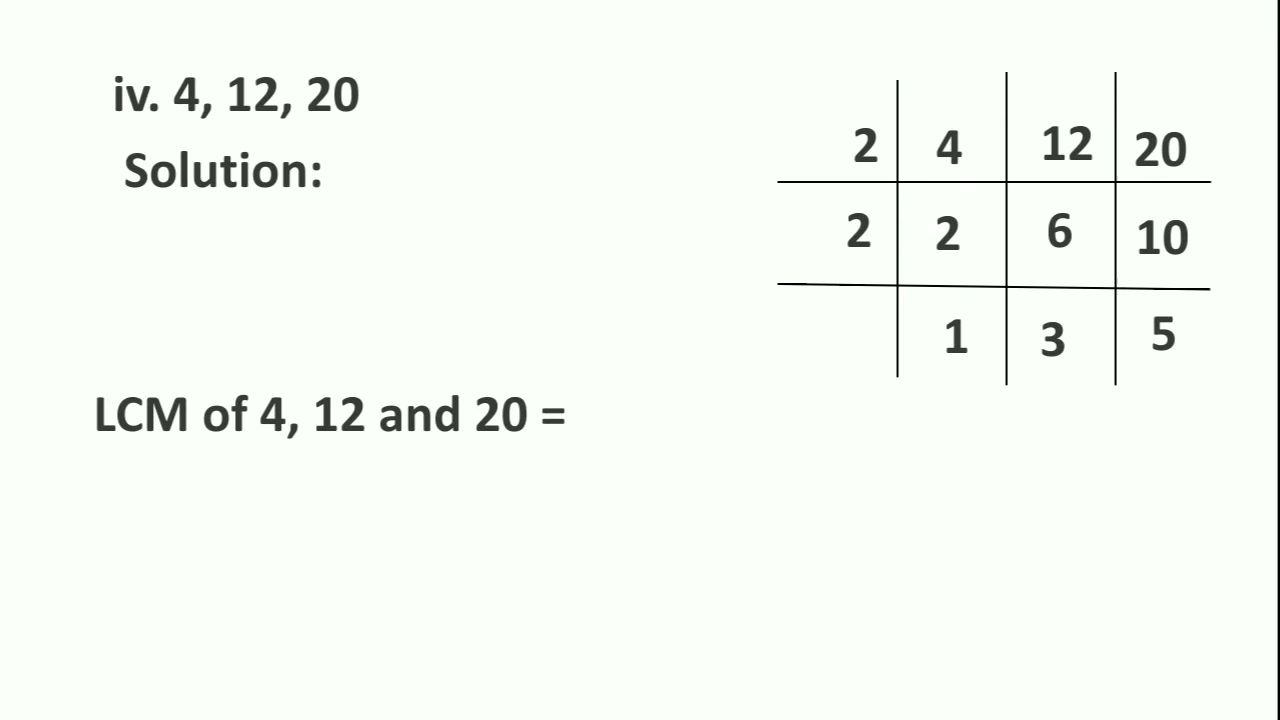 iv. 4, 12, 20
Solution:
2 4 12 20
2 2 6 10
1 3 5
LCM of 4, 12 and 20 =